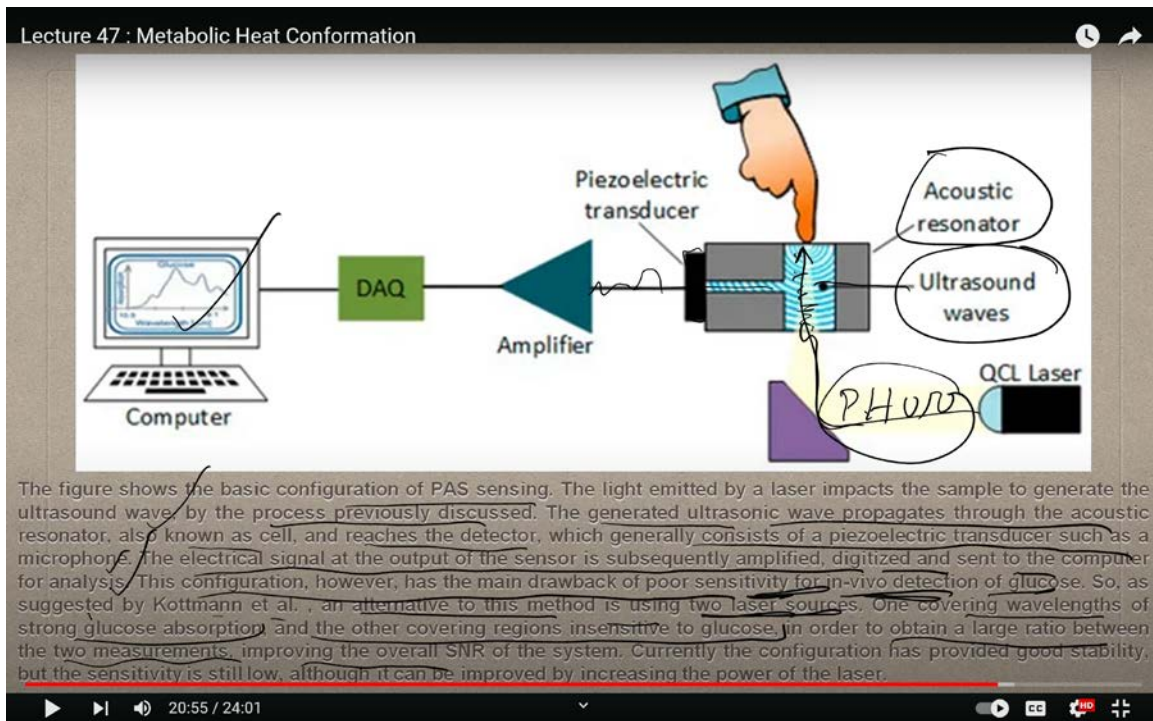 Lecture 47 : Metabolic Heat Conformation
Piezoelectric
transducer
Acoustic
resonator
Ultrasound
waves
Glucose
Wavelength
DAQ
Amplifier
QCL Laser
Computer
The figure shows the basic configuration of PAS sensing. The light emitted by a laser impacts the sample to generate the
ultrasound wave, by the process previously discussed. The generated ultrasonic wave propagates through the acoustic
resonator, also known as cell, and reaches the detector, which generally consists of a piezoelectric transducer such as a
microphone. The electrical signal at the output of the sensor is subsequently amplified, digitized and sent to the computer
for analysis. This configuration, however, has the main drawback of poor sensitivity for in-vivo detection of glucose. So, as
suggested by Kottmann et al. , an alternative to this method is using two laser sources. One covering wavelengths of
strong glucose absorption, and the other covering regions insensitive to glucose, in order to obtain a large ratio between
the two measurements, improving the overall SNR of the system. Currently the configuration has provided good stability,
but the sensitivity is still low, although it can be improved by increasing the power of the laser.
20:55 / 24:01
CC
HD